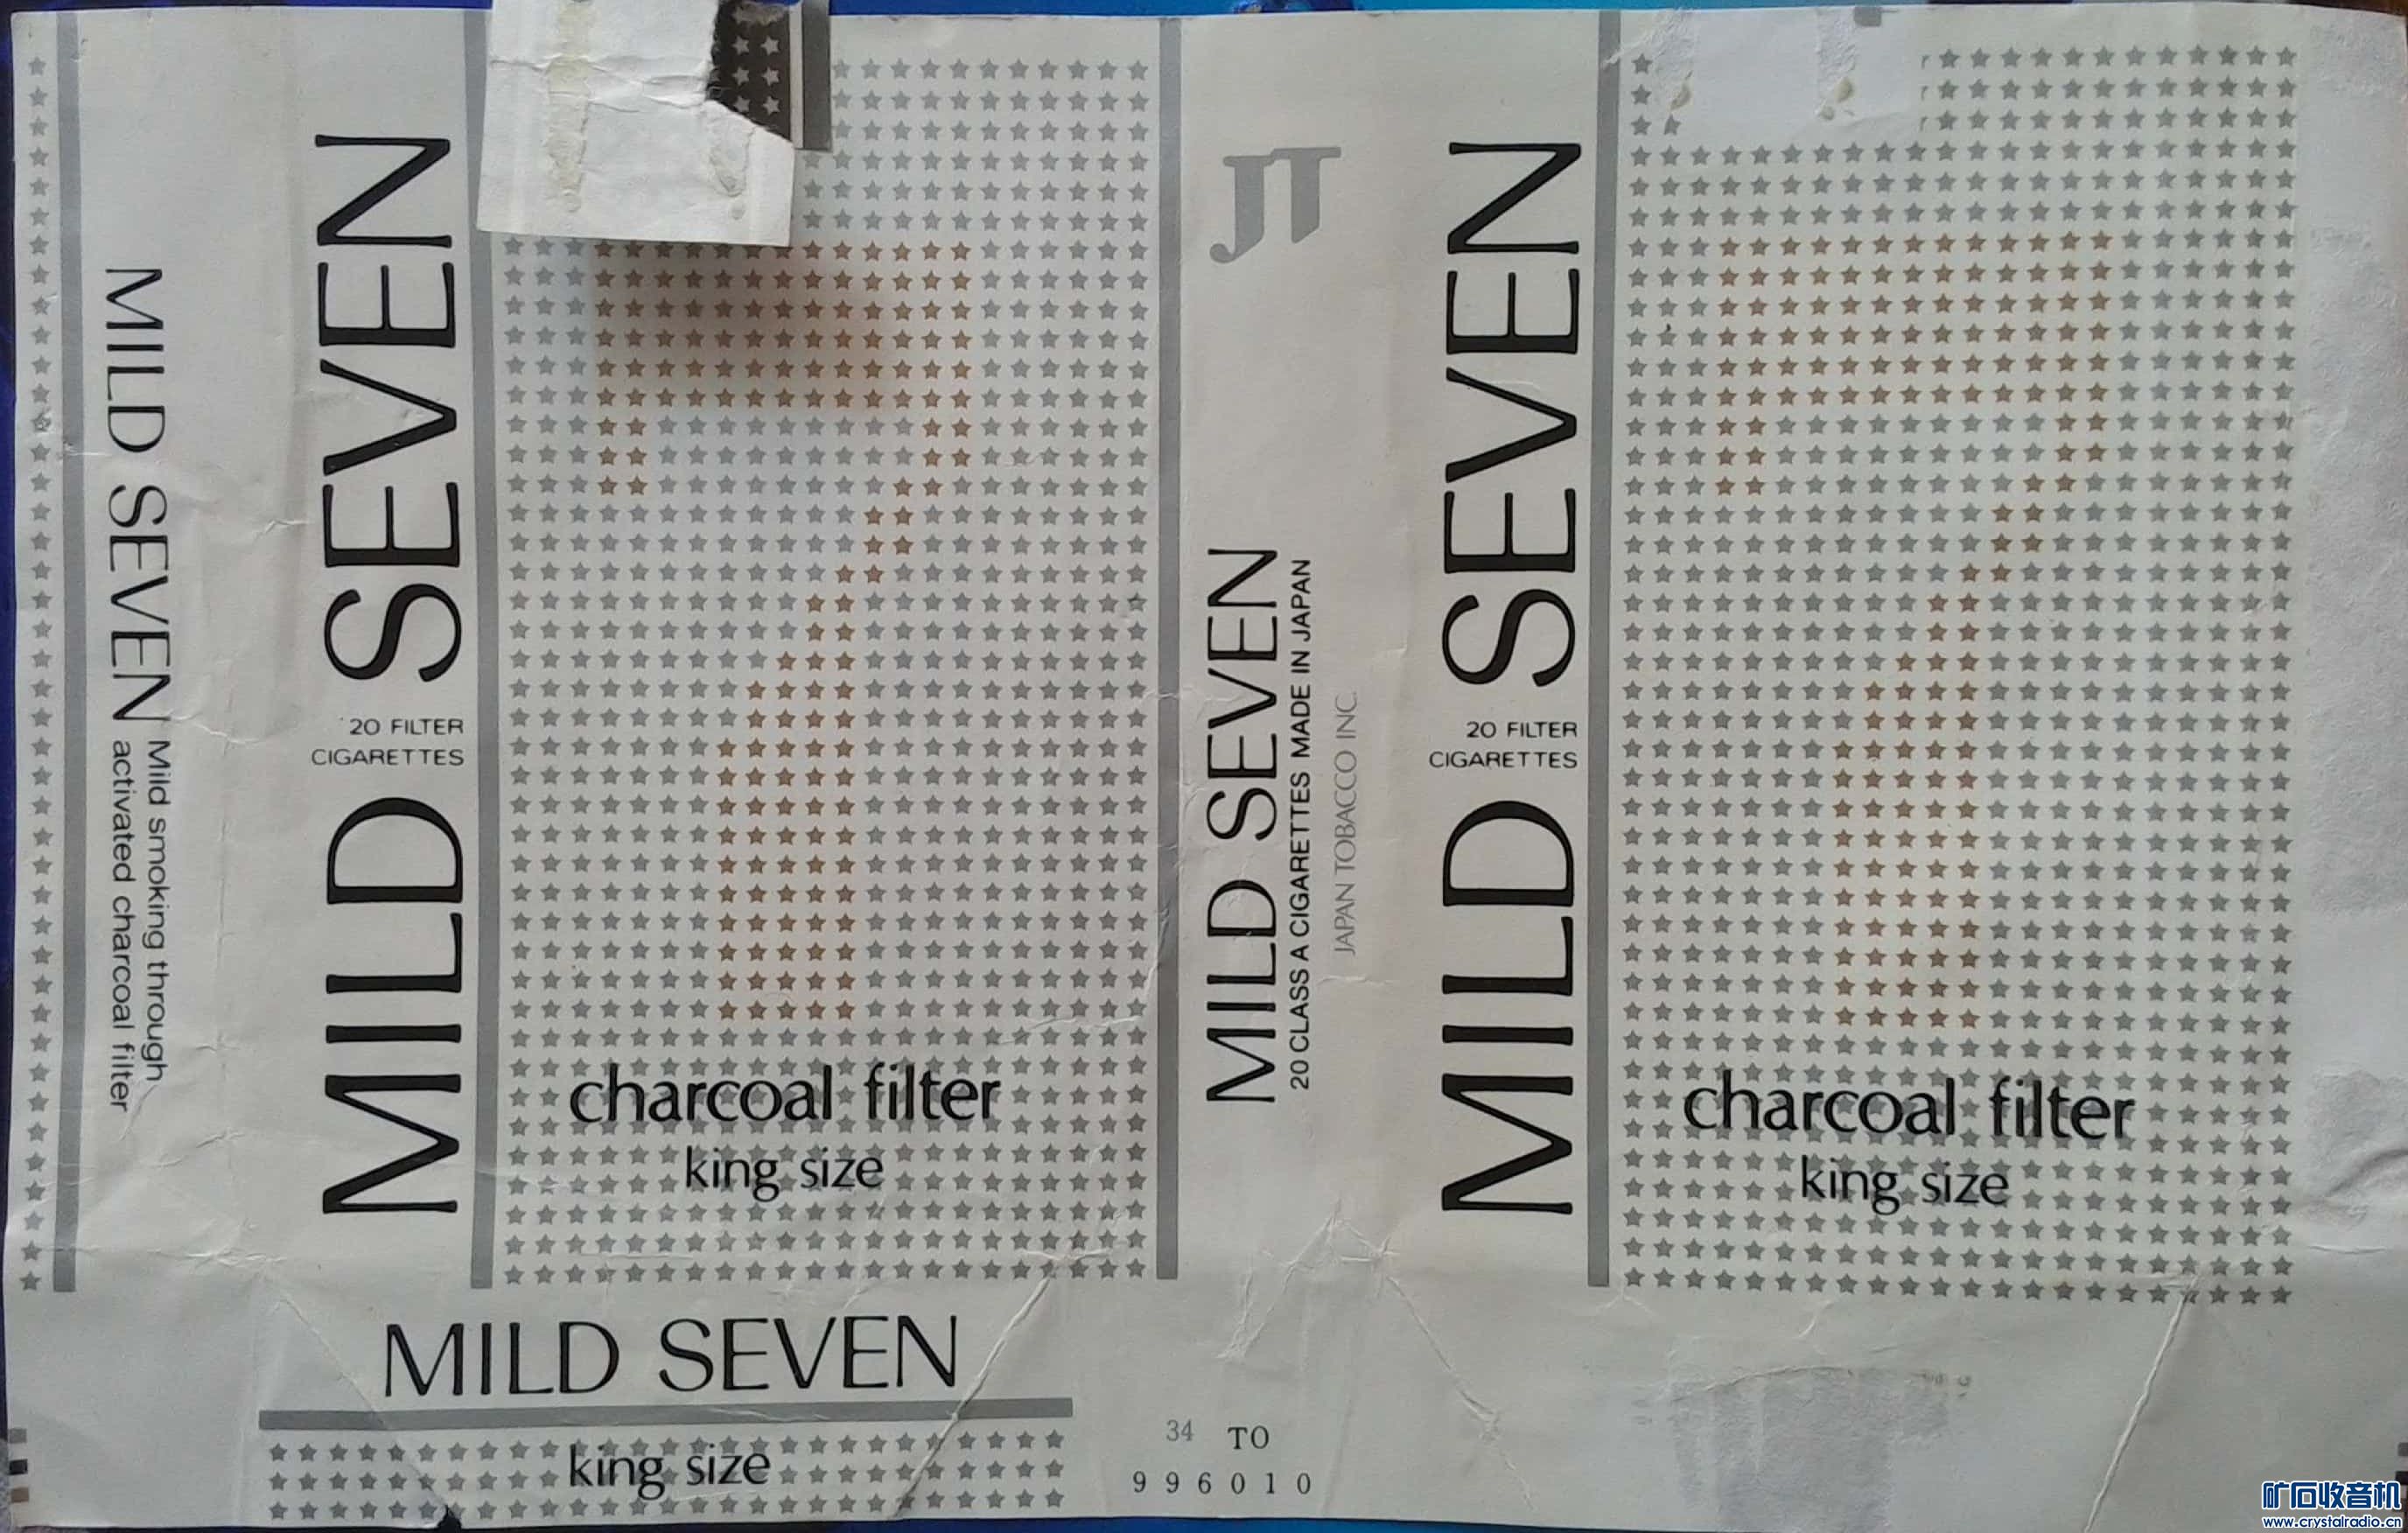 MILD SEVEN
Mild smoking through
activated charcoal filter
MILD SEVEN
20 FILTER
CIGARETTES
charcoal filter
king size
JT
MILD SEVEN
20 CLASS A CIGARETTES MADE IN JAPAN
JAPAN TOBACCO INC.
MILD SEVEN
20 FILTER
CIGARETTES
charcoal filter
king size
MILD SEVEN
king size
34 TO
996010
矿石收音机
www.crystalradio.cn